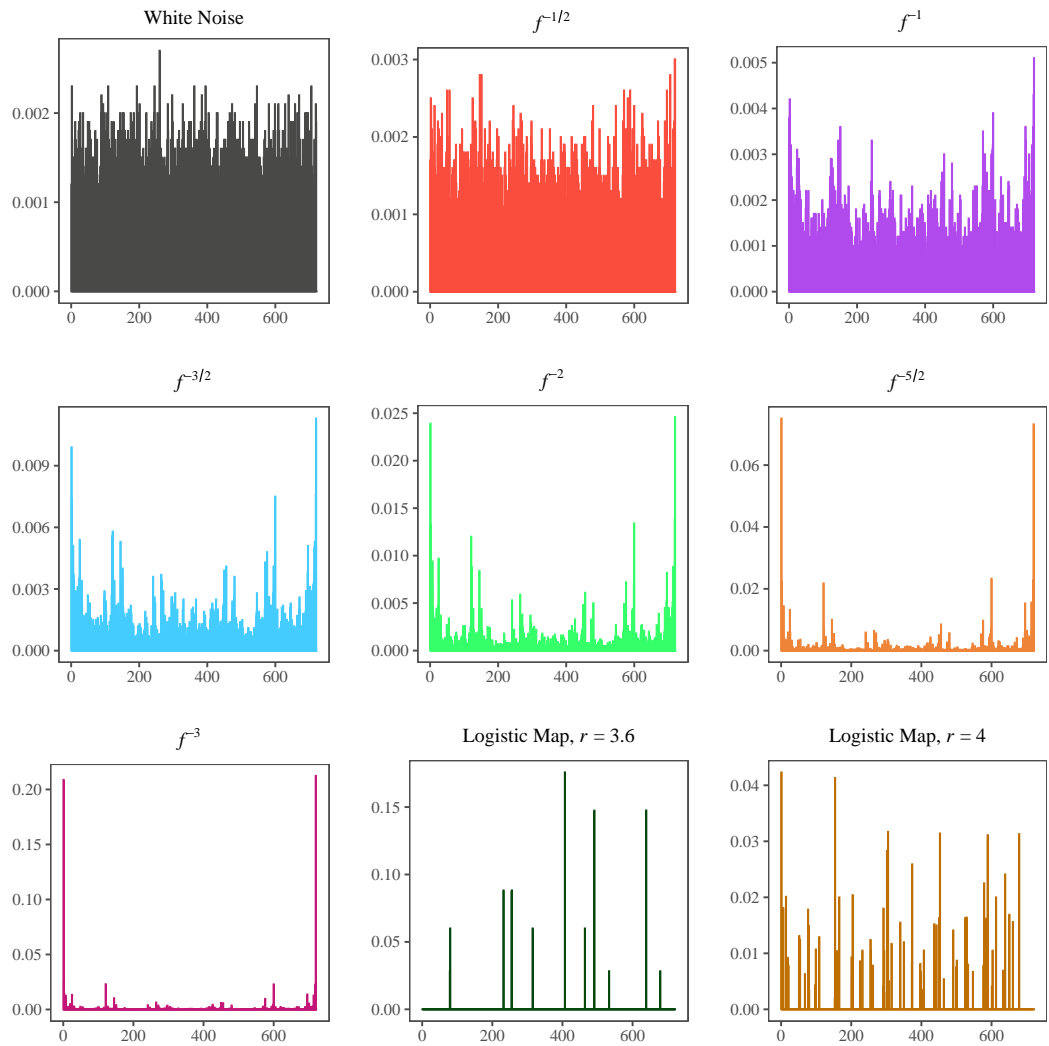 White Noise
f⁻¹/²
f⁻¹
0.002
0.001
0.000
0 200 400 600
0.003
0.002
0.001
0.000
0 200 400 600
0.005
0.004
0.003
0.002
0.001
0.000
0 200 400 600
f⁻³/²
f⁻²
f⁻⁵/²
0.009
0.006
0.003
0.000
0 200 400 600
0.025
0.020
0.015
0.010
0.005
0.000
0 200 400 600
0.06
0.04
0.02
0.00
0 200 400 600
f⁻³
Logistic Map, r = 3.6
Logistic Map, r = 4
0.20
0.15
0.10
0.05
0.00
0 200 400 600
0.15
0.10
0.05
0.00
0 200 400 600
0.04
0.03
0.02
0.01
0.00
0 200 400 600